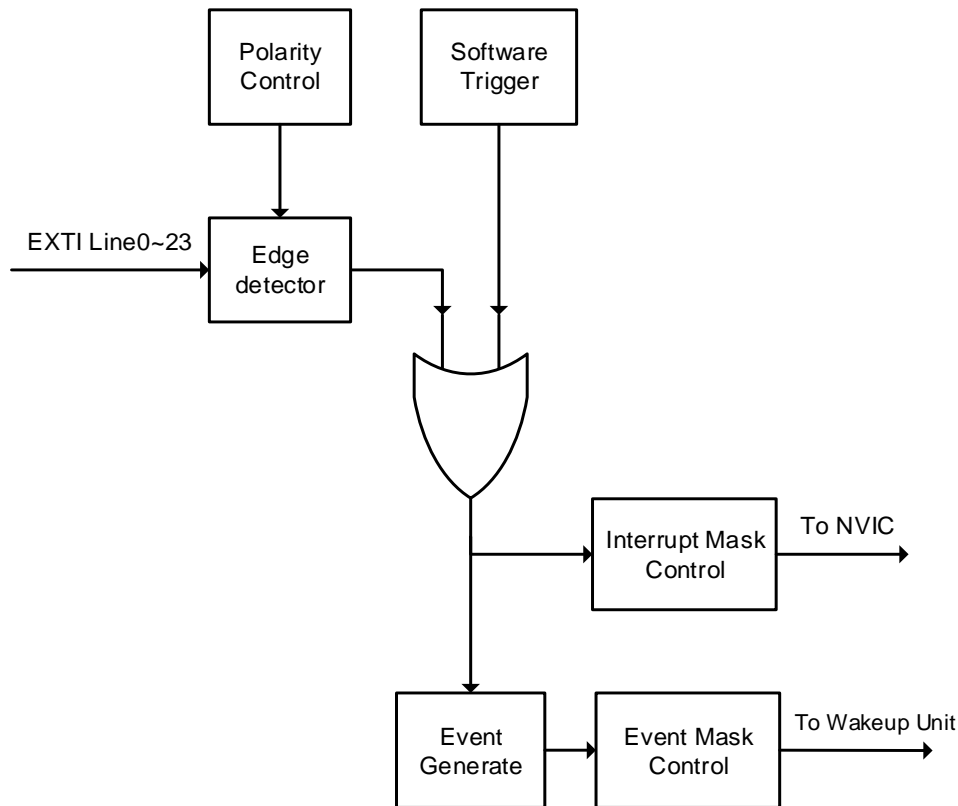 Polarity
Control
Software
Trigger
EXTI Line0~23
Edge
detector
Interrupt Mask
Control
To NVIC
Event
Generate
Event Mask
Control
To Wakeup Unit